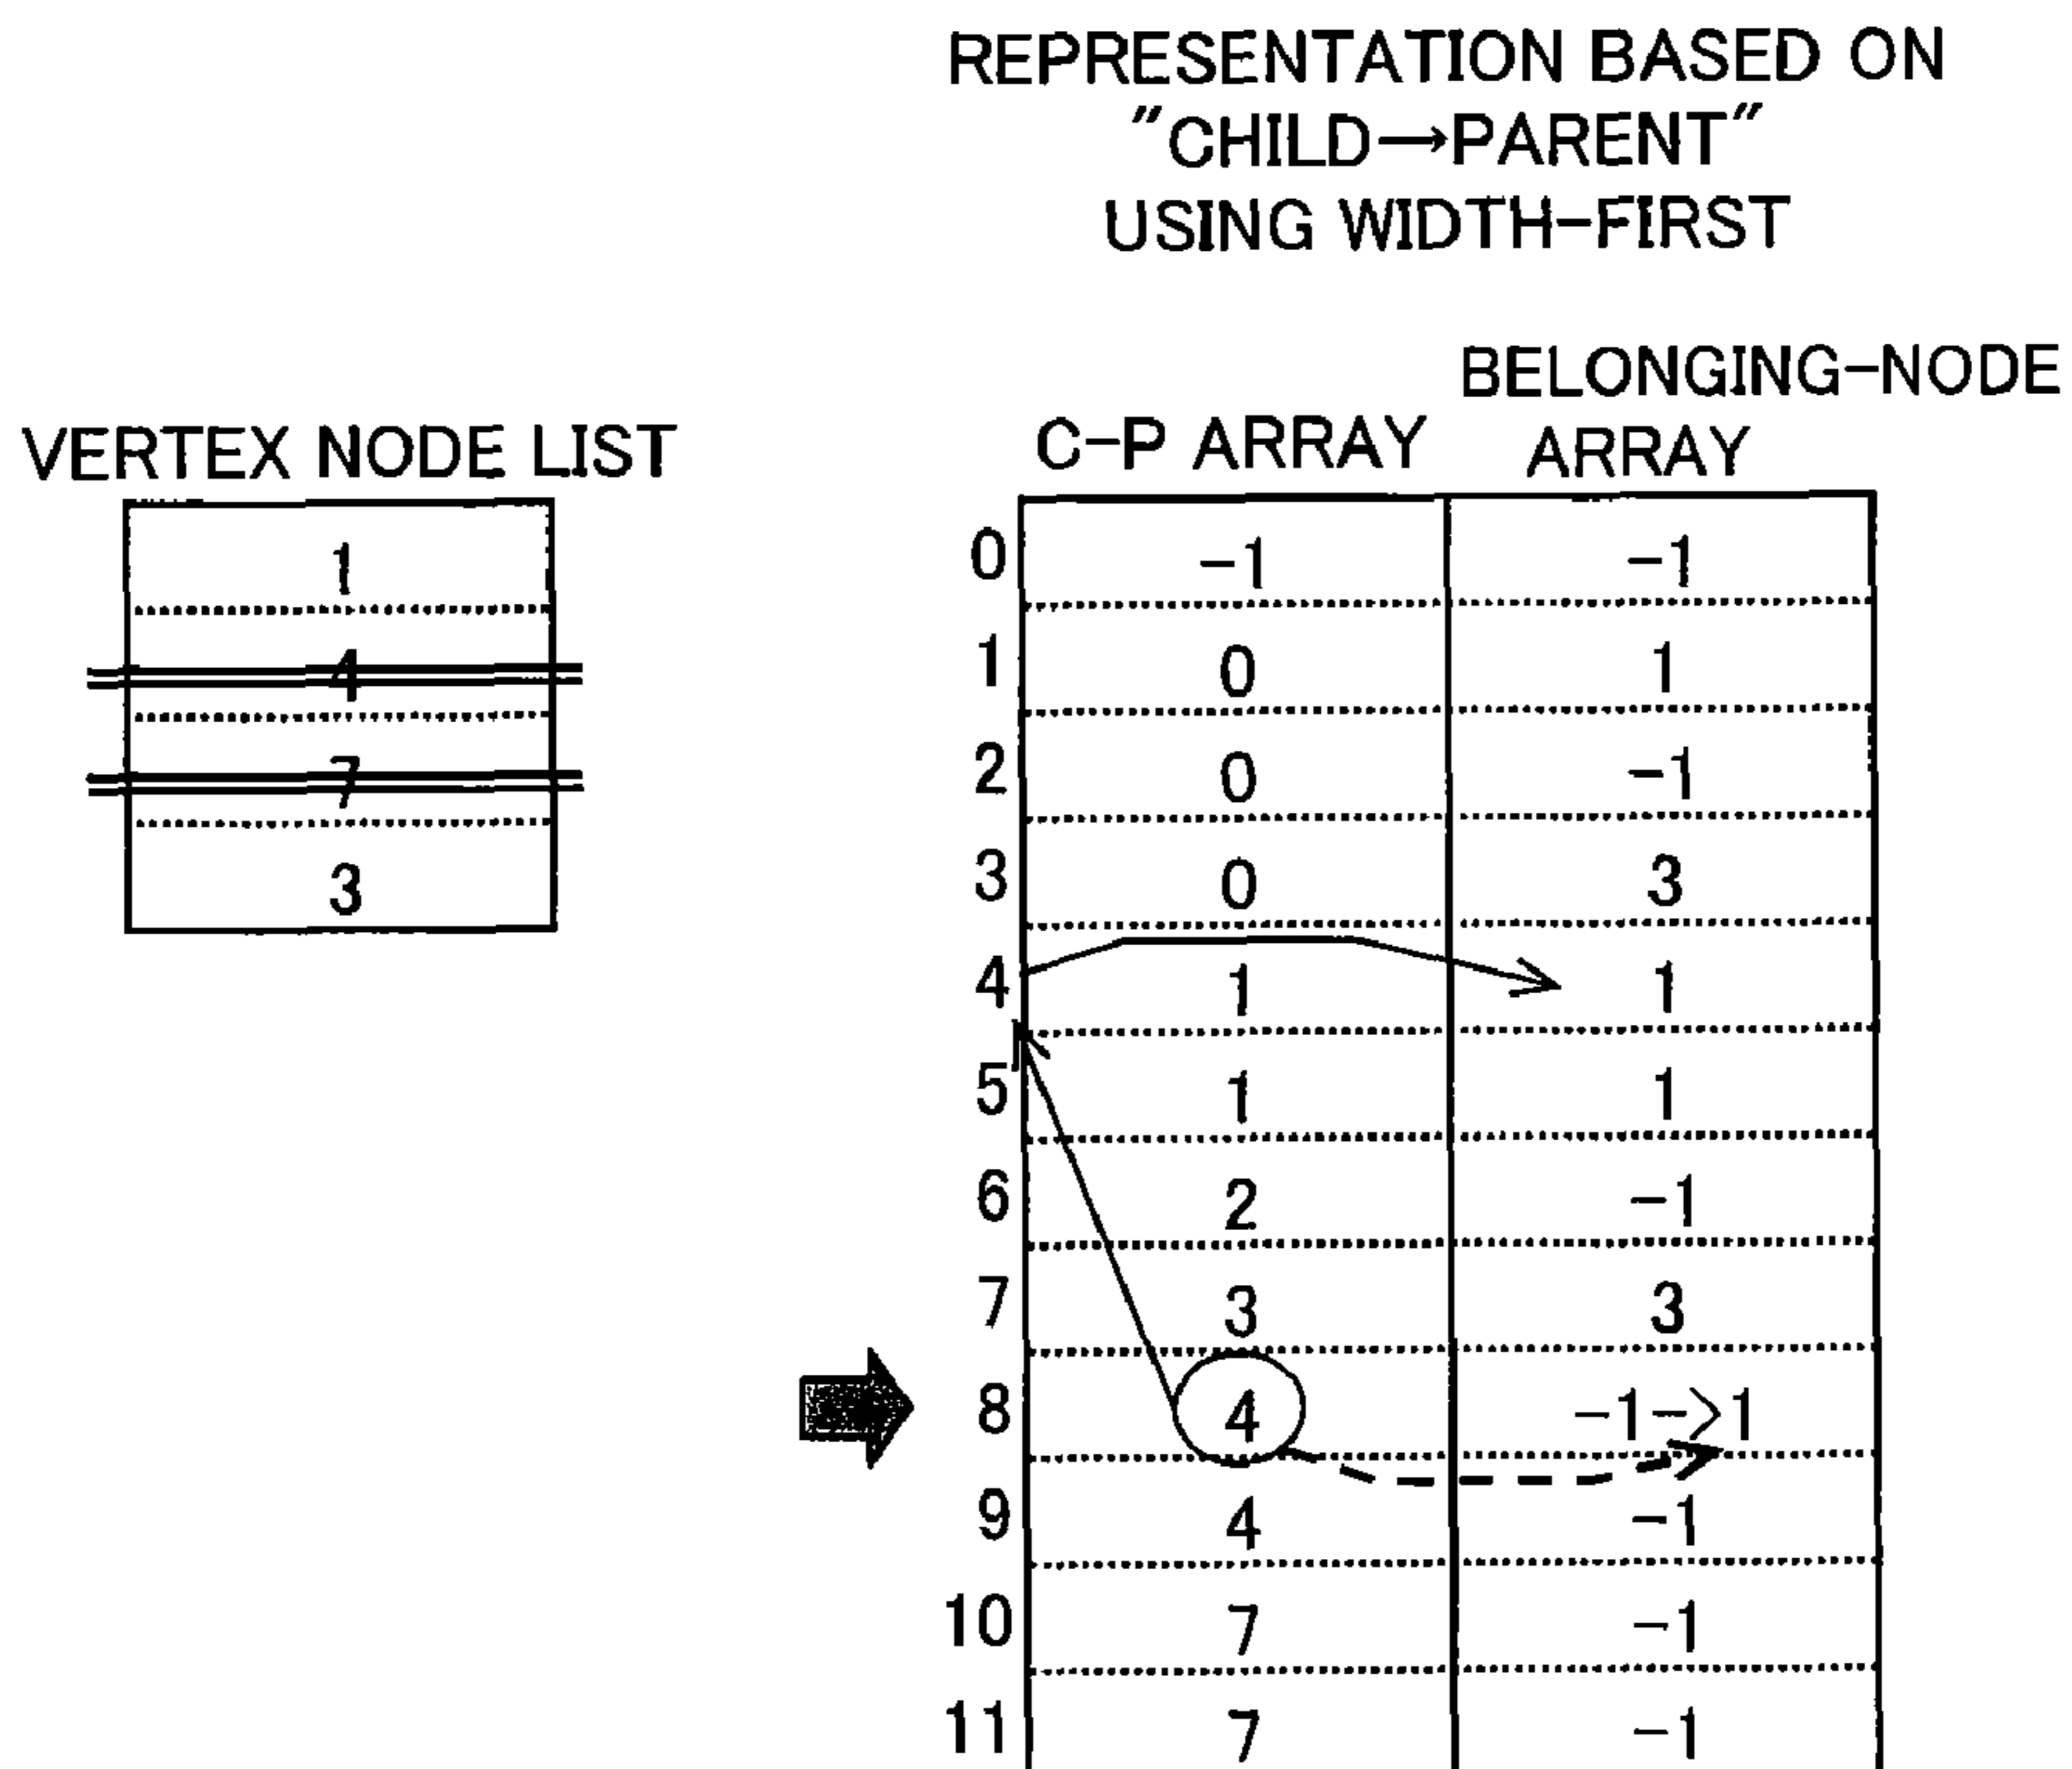 REPRESENTATION BASED ON
"CHILD→PARENT"
USING WIDTH-FIRST
VERTEX NODE LIST
1
4
7
3
C-P ARRAY
BELONGING-NODE
ARRAY
0 -1 -1
1 0 1
2 0 -1
3 0 3
4 1 1
5 1 1
6 2 -1
7 3 3
8 4 -1->1
9 4 -1
10 7 -1
11 7 -1